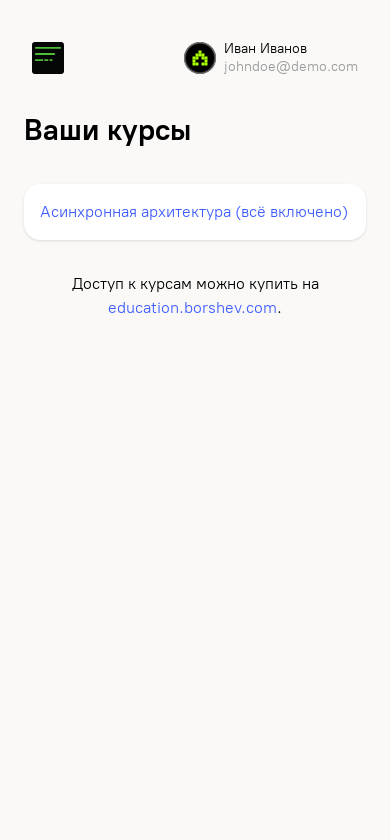 Иван Иванов
johndoe@demo.com
Ваши курсы
Асинхронная архитектура (всё включено)
Доступ к курсам можно купить на
education.borshev.com.